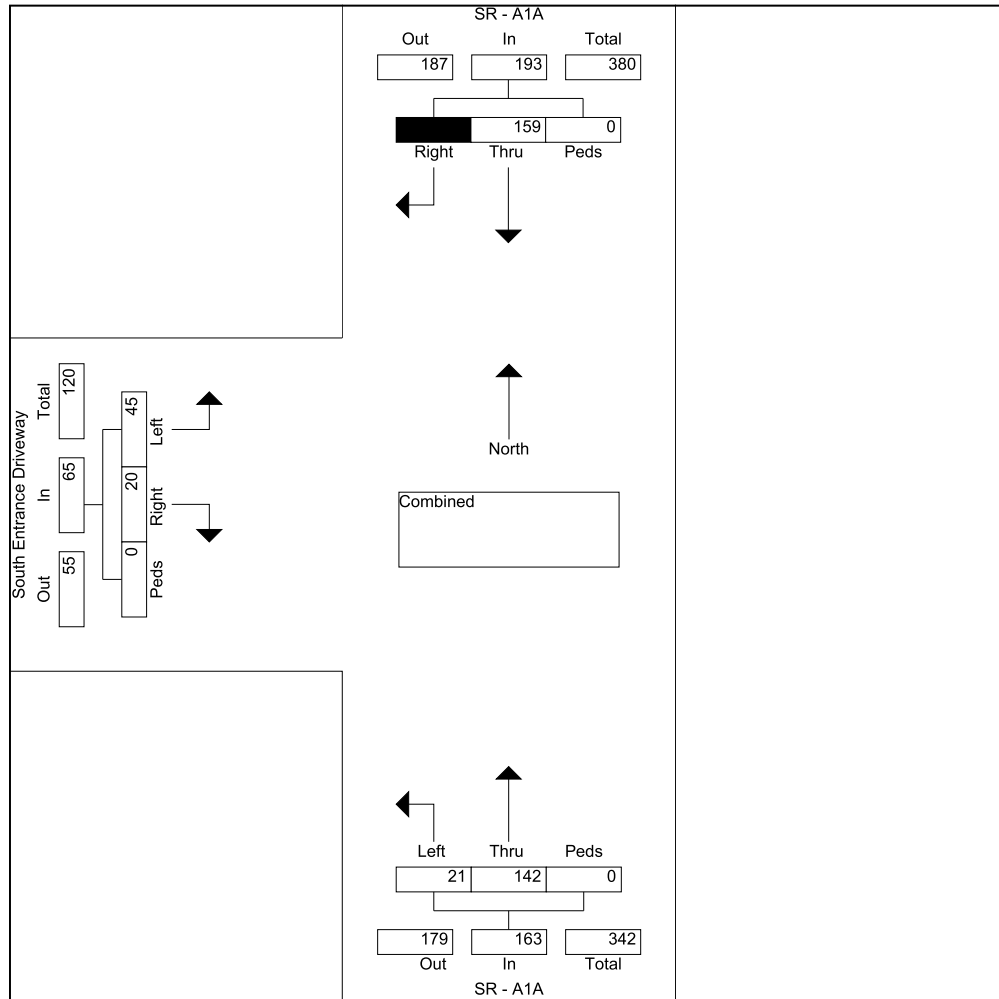 SR - A1A
Out In Total
187 193 380
159 0
Right Thru Peds
South Entrance Driveway
Total In Out
120 65 55
45 20 0
Left Right Peds
North
Combined
Left Thru Peds
21 142 0
179 163 342
Out In Total
SR - A1A